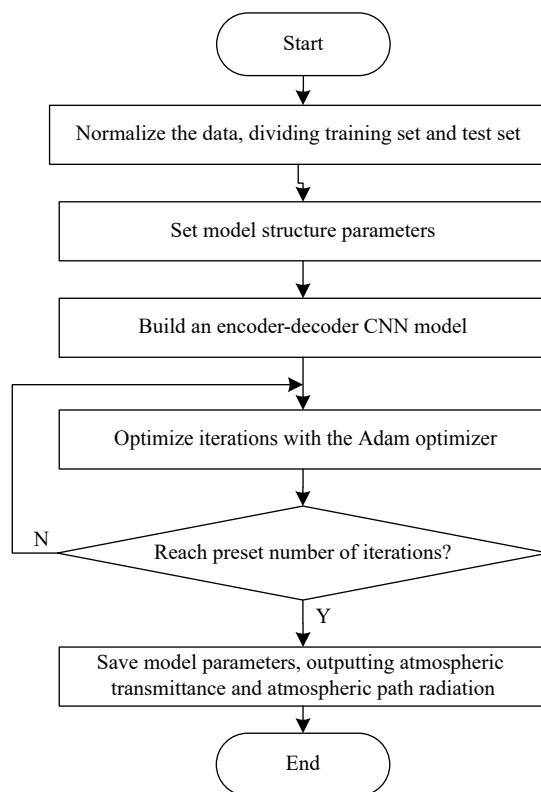 Start
Normalize the data, dividing training set and test set
Set model structure parameters
Build an encoder-decoder CNN model
Optimize iterations with the Adam optimizer
N
Reach preset number of iterations?
Y
Save model parameters, outputting atmospheric
transmittance and atmospheric path radiation
End